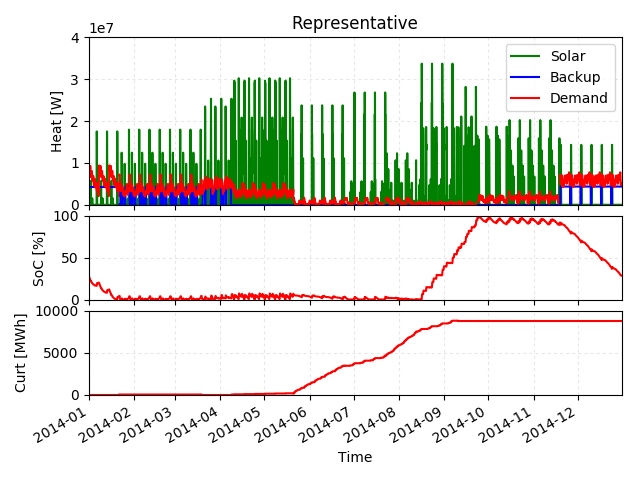 Representative
1e7
4
3
2
1
0
Heat [W]
Solar
Backup
Demand
100
50
0
SoC [%]
10000
5000
0
Curt [MWh]
2014-01
2014-02
2014-03
2014-04
2014-05
2014-06
2014-07
2014-08
2014-09
2014-10
2014-11
2014-12
Time